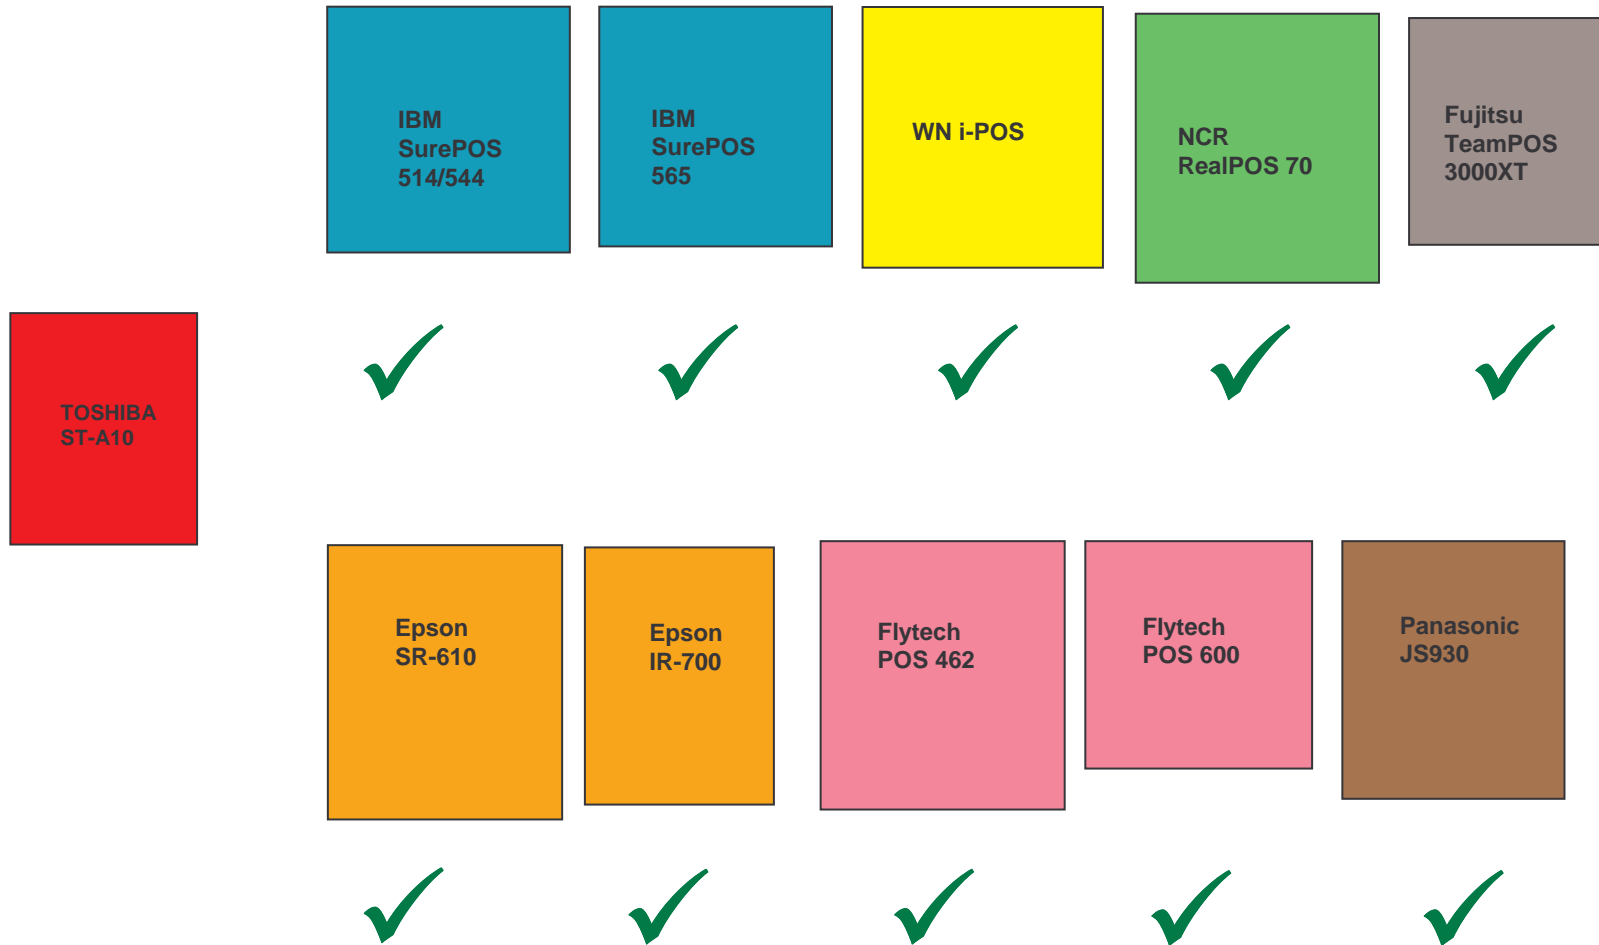 IBM
SurePOS
514/544
IBM
SurePOS
565
WN i-POS
NCR
RealPOS 70
Fujitsu
TeamPOS
3000XT
TOSHIBA
ST-A10
Epson
SR-610
Epson
IR-700
Flytech
POS 462
Flytech
POS 600
Panasonic
JS930